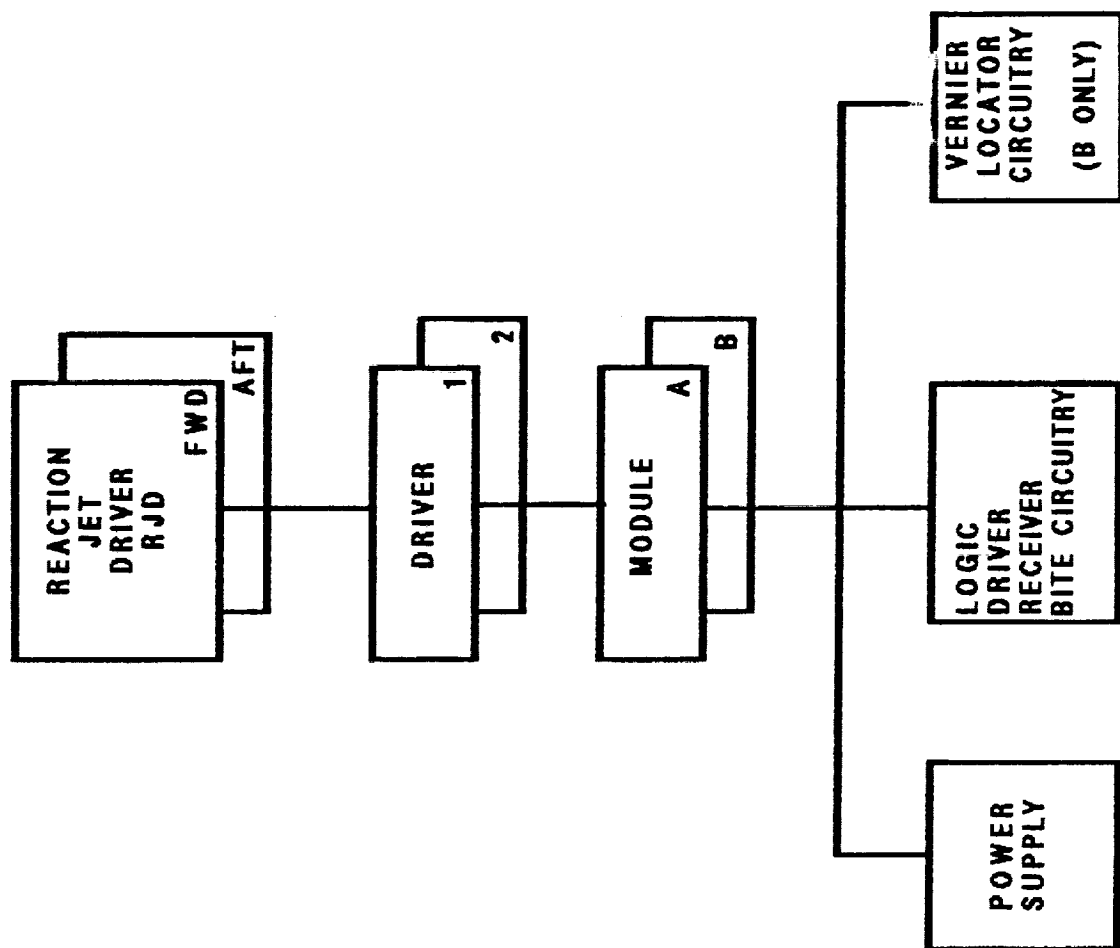 REACTION
JET
DRIVER
RJD
FWD
AFT
DRIVER
1
2
MODULE
A
B
POWER
SUPPLY
LOGIC
DRIVER
RECEIVER
BITE CIRCUITRY
VERNIER
LOCATOR
CIRCUITRY
(B ONLY)